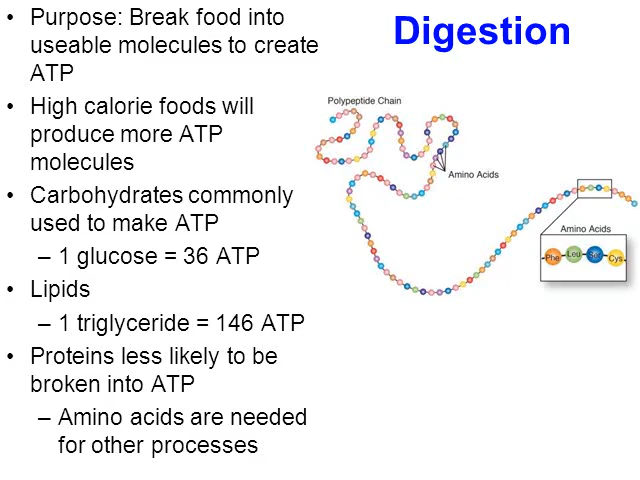 Digestion
• Purpose: Break food into
useable molecules to create
ATP
• High calorie foods will
produce more ATP
molecules
• Carbohydrates commonly
used to make ATP
– 1 glucose = 36 ATP
• Lipids
– 1 triglyceride = 146 ATP
• Proteins less likely to be
broken into ATP
– Amino acids are needed
for other processes
Polypeptide Chain
Amino Acids
Amino Acids
Phe Leu Ser Cys